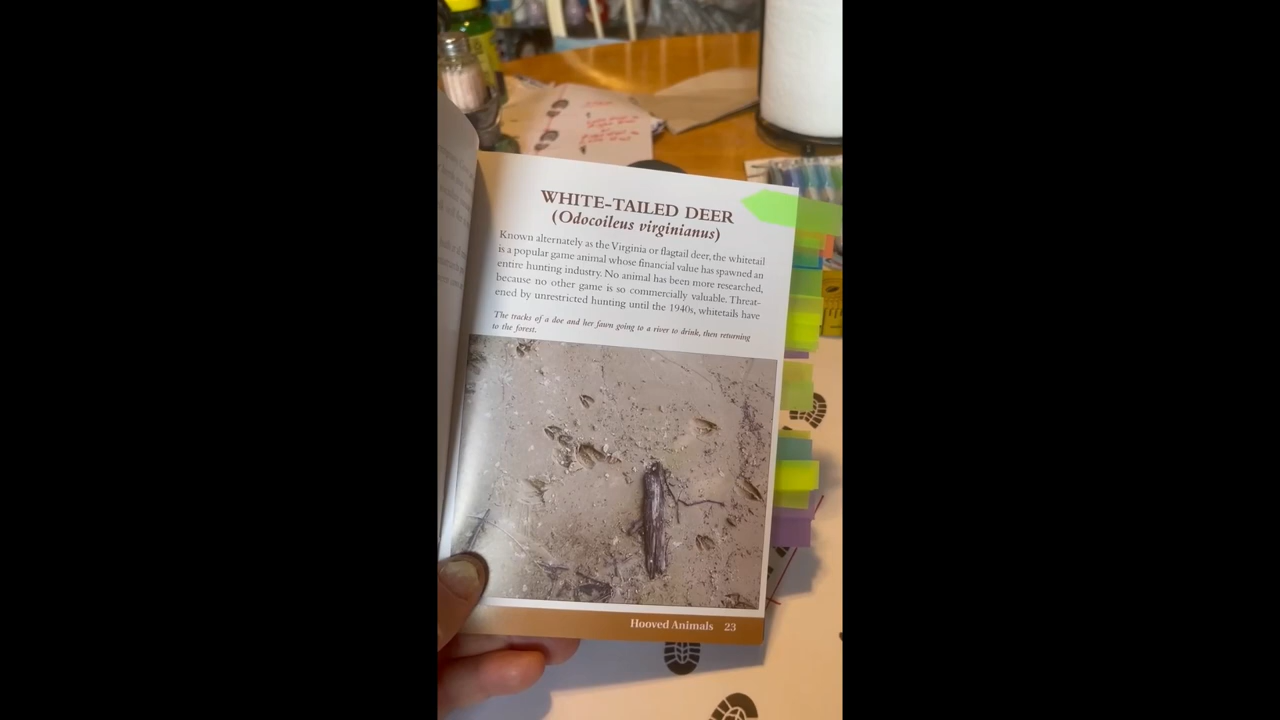 WHITE-TAILED DEER
(Odocoileus virginianus)
Known alternately as the Virginia or flagtail deer, the whitetail
is a popular game animal whose financial value has spawned an
entire hunting industry. No animal has been more researched,
because no other game is so commercially valuable. Threat-
ened by unrestricted hunting until the 1940s, whitetails have
The tracks of a doe and her fawn going to a river to drink, then returning
to the forest.
Hooved Animals 23